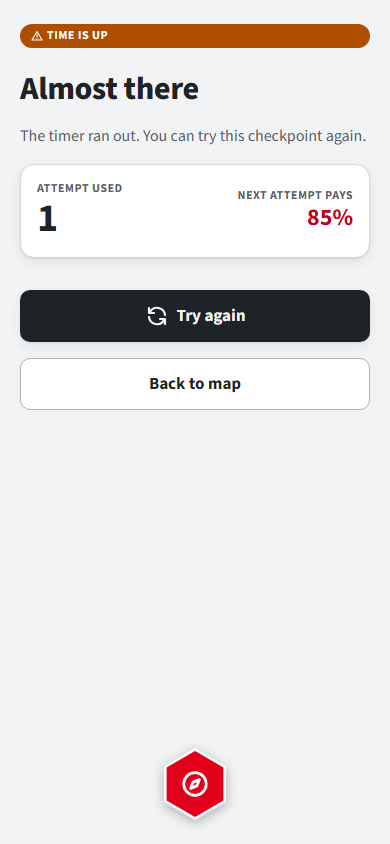 TIME IS UP
Almost there
The timer ran out. You can try this checkpoint again.
ATTEMPT USED
1
NEXT ATTEMPT PAYS
85%
Try again
Back to map